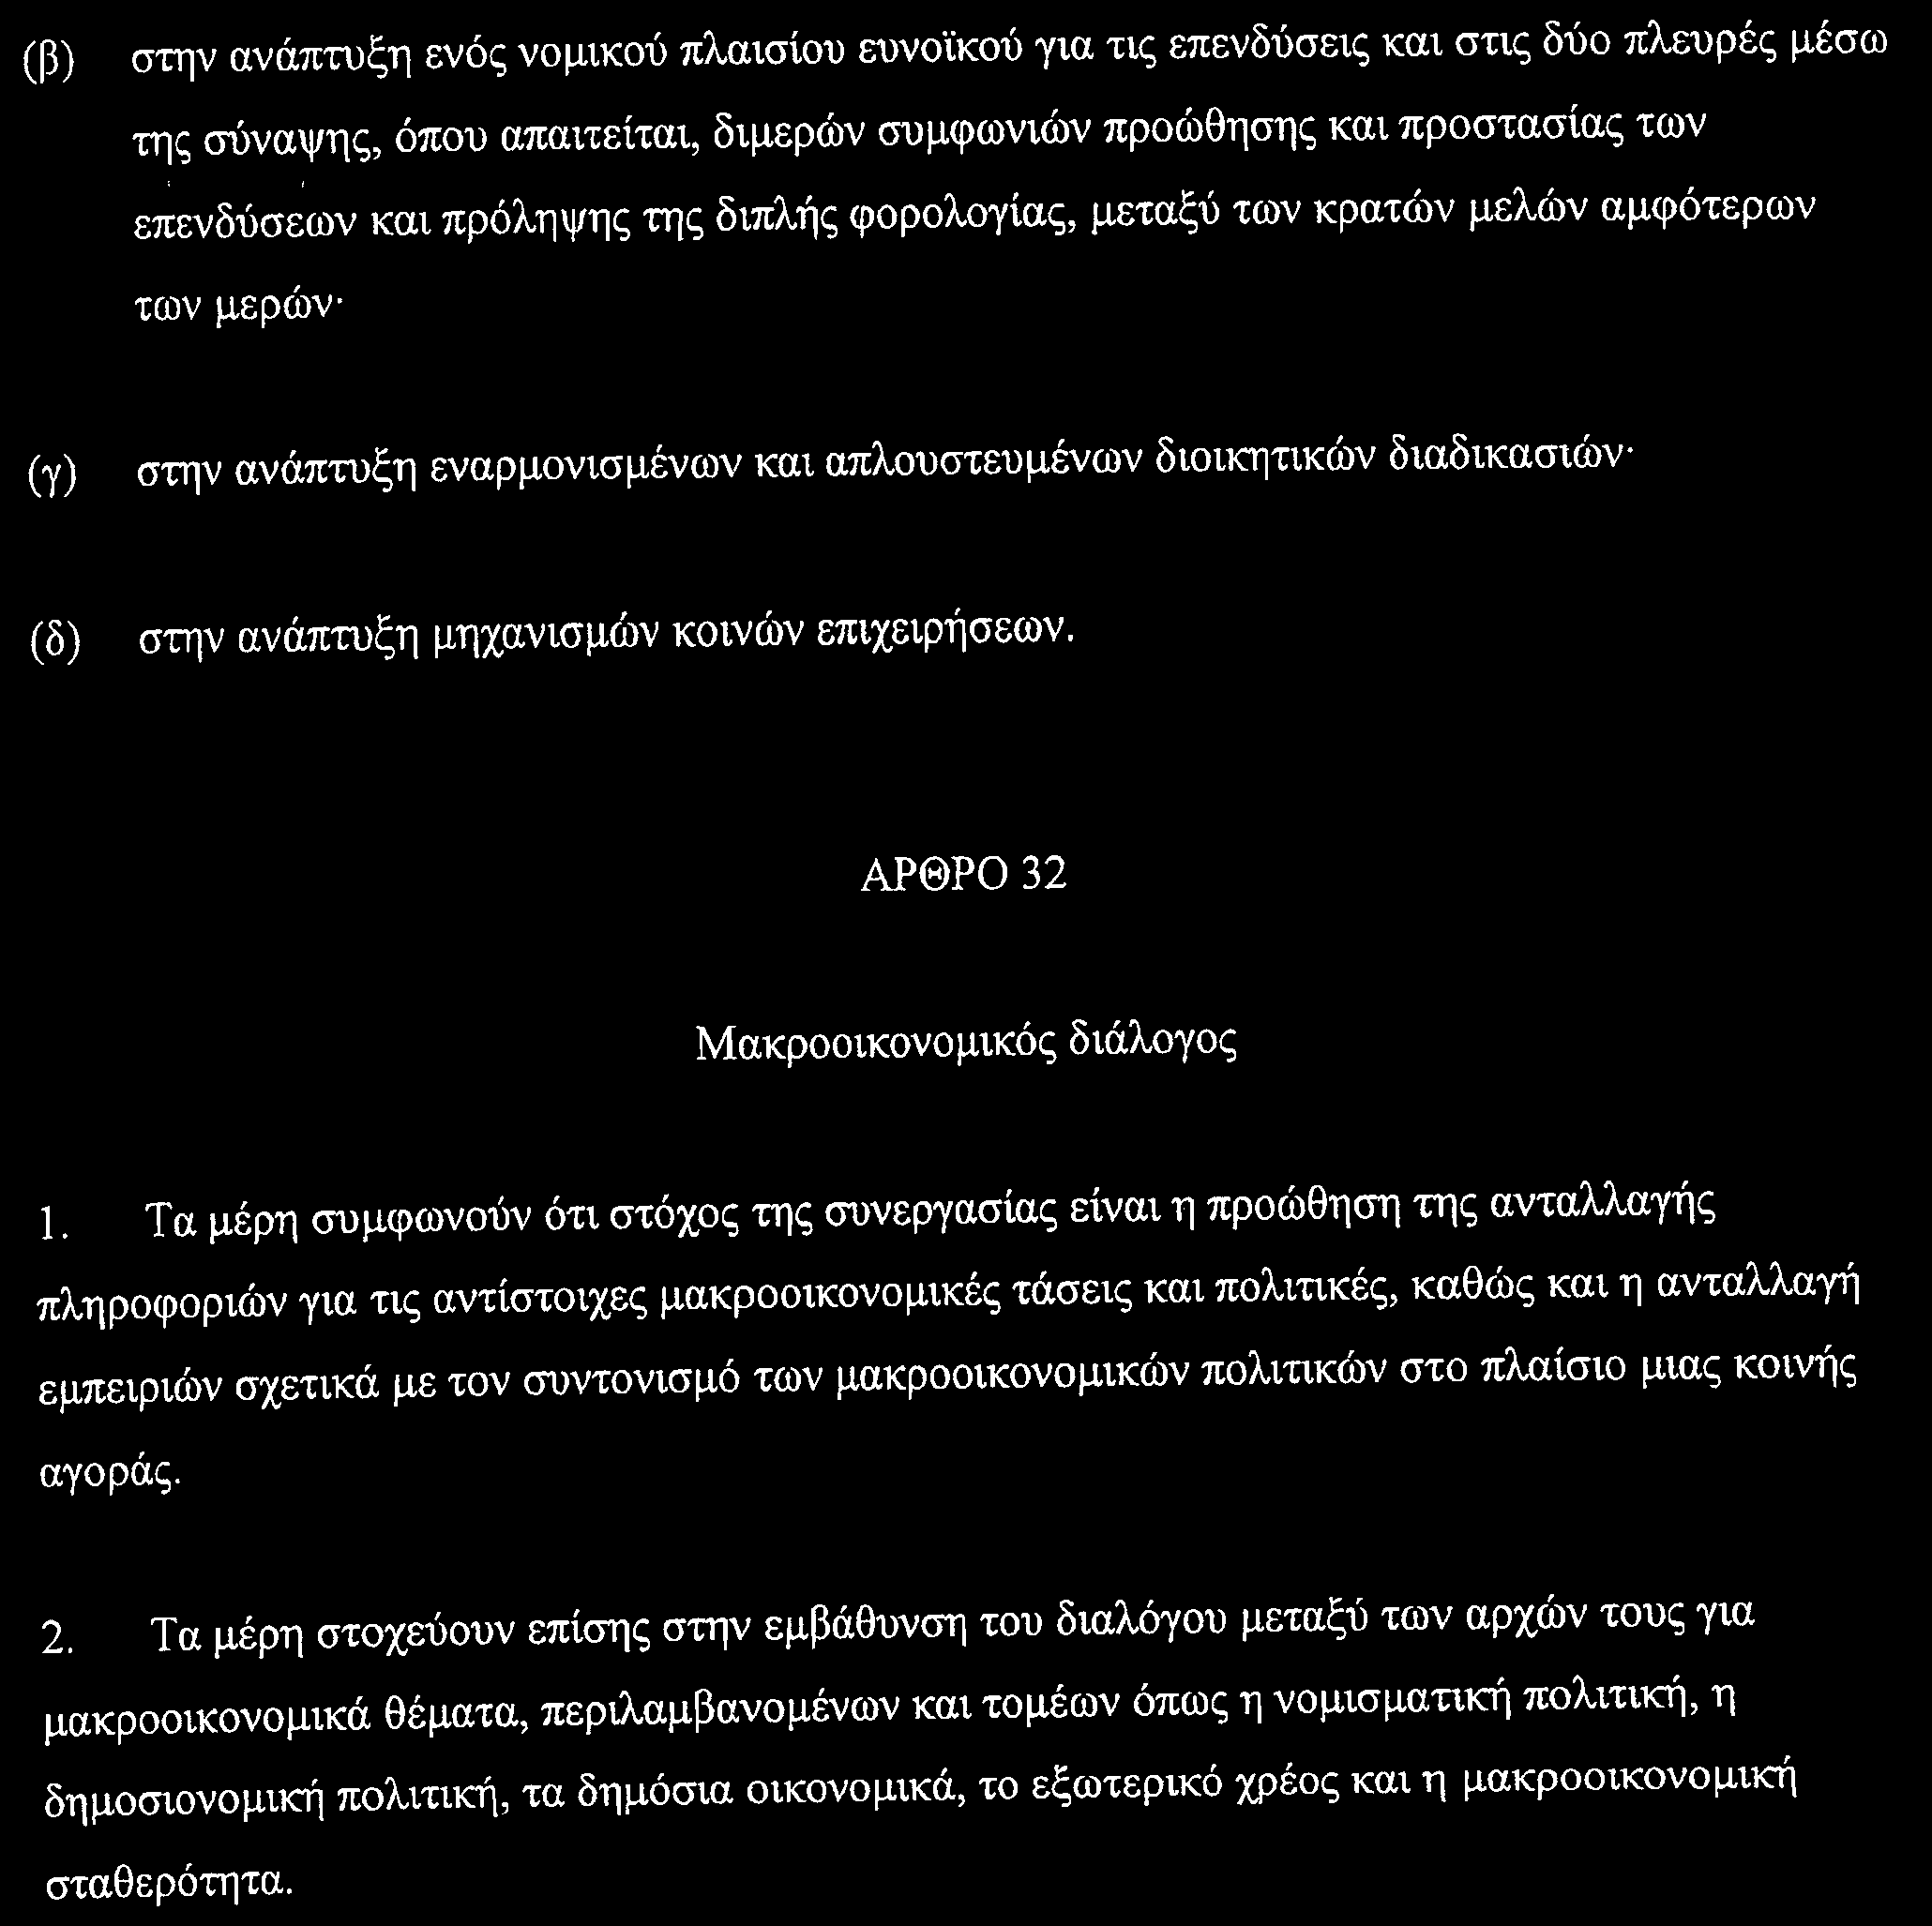 (β) στην ανάπτυξη ενός νομικού πλαισίου ευνοϊκού για τις επενδύσεις και στις δύο πλευρές μέσω
της σύναψης, όπου απαιτείται, διμερών συμφωνιών προώθησης και προστασίας των
επενδύσεων και πρόληψης της διπλής φορολογίας, μεταξύ των κρατών μελών αμφότερων
των μερών·
(γ) στην ανάπτυξη εναρμονισμένων και απλουστευμένων διοικητικών διαδικασιών·
(δ) στην ανάπτυξη μηχανισμών κοινών επιχειρήσεων.
ΑΡΘΡΟ 32
Μακροοικονομικός διάλογος
1. Τα μέρη συμφωνούν ότι στόχος της συνεργασίας είναι η προώθηση της ανταλλαγής
πληροφοριών για τις αντίστοιχες μακροοικονομικές τάσεις και πολιτικές, καθώς και η ανταλλαγή
εμπειριών σχετικά με τον συντονισμό των μακροοικονομικών πολιτικών στο πλαίσιο μιας κοινής
αγοράς.
2. Τα μέρη στοχεύουν επίσης στην εμβάθυνση του διαλόγου μεταξύ των αρχών τους για
μακροοικονομικά θέματα, περιλαμβανομένων και τομέων όπως η νομισματική πολιτική, η
δημοσιονομική πολιτική, τα δημόσια οικονομικά, το εξωτερικό χρέος και η μακροοικονομική
σταθερότητα.